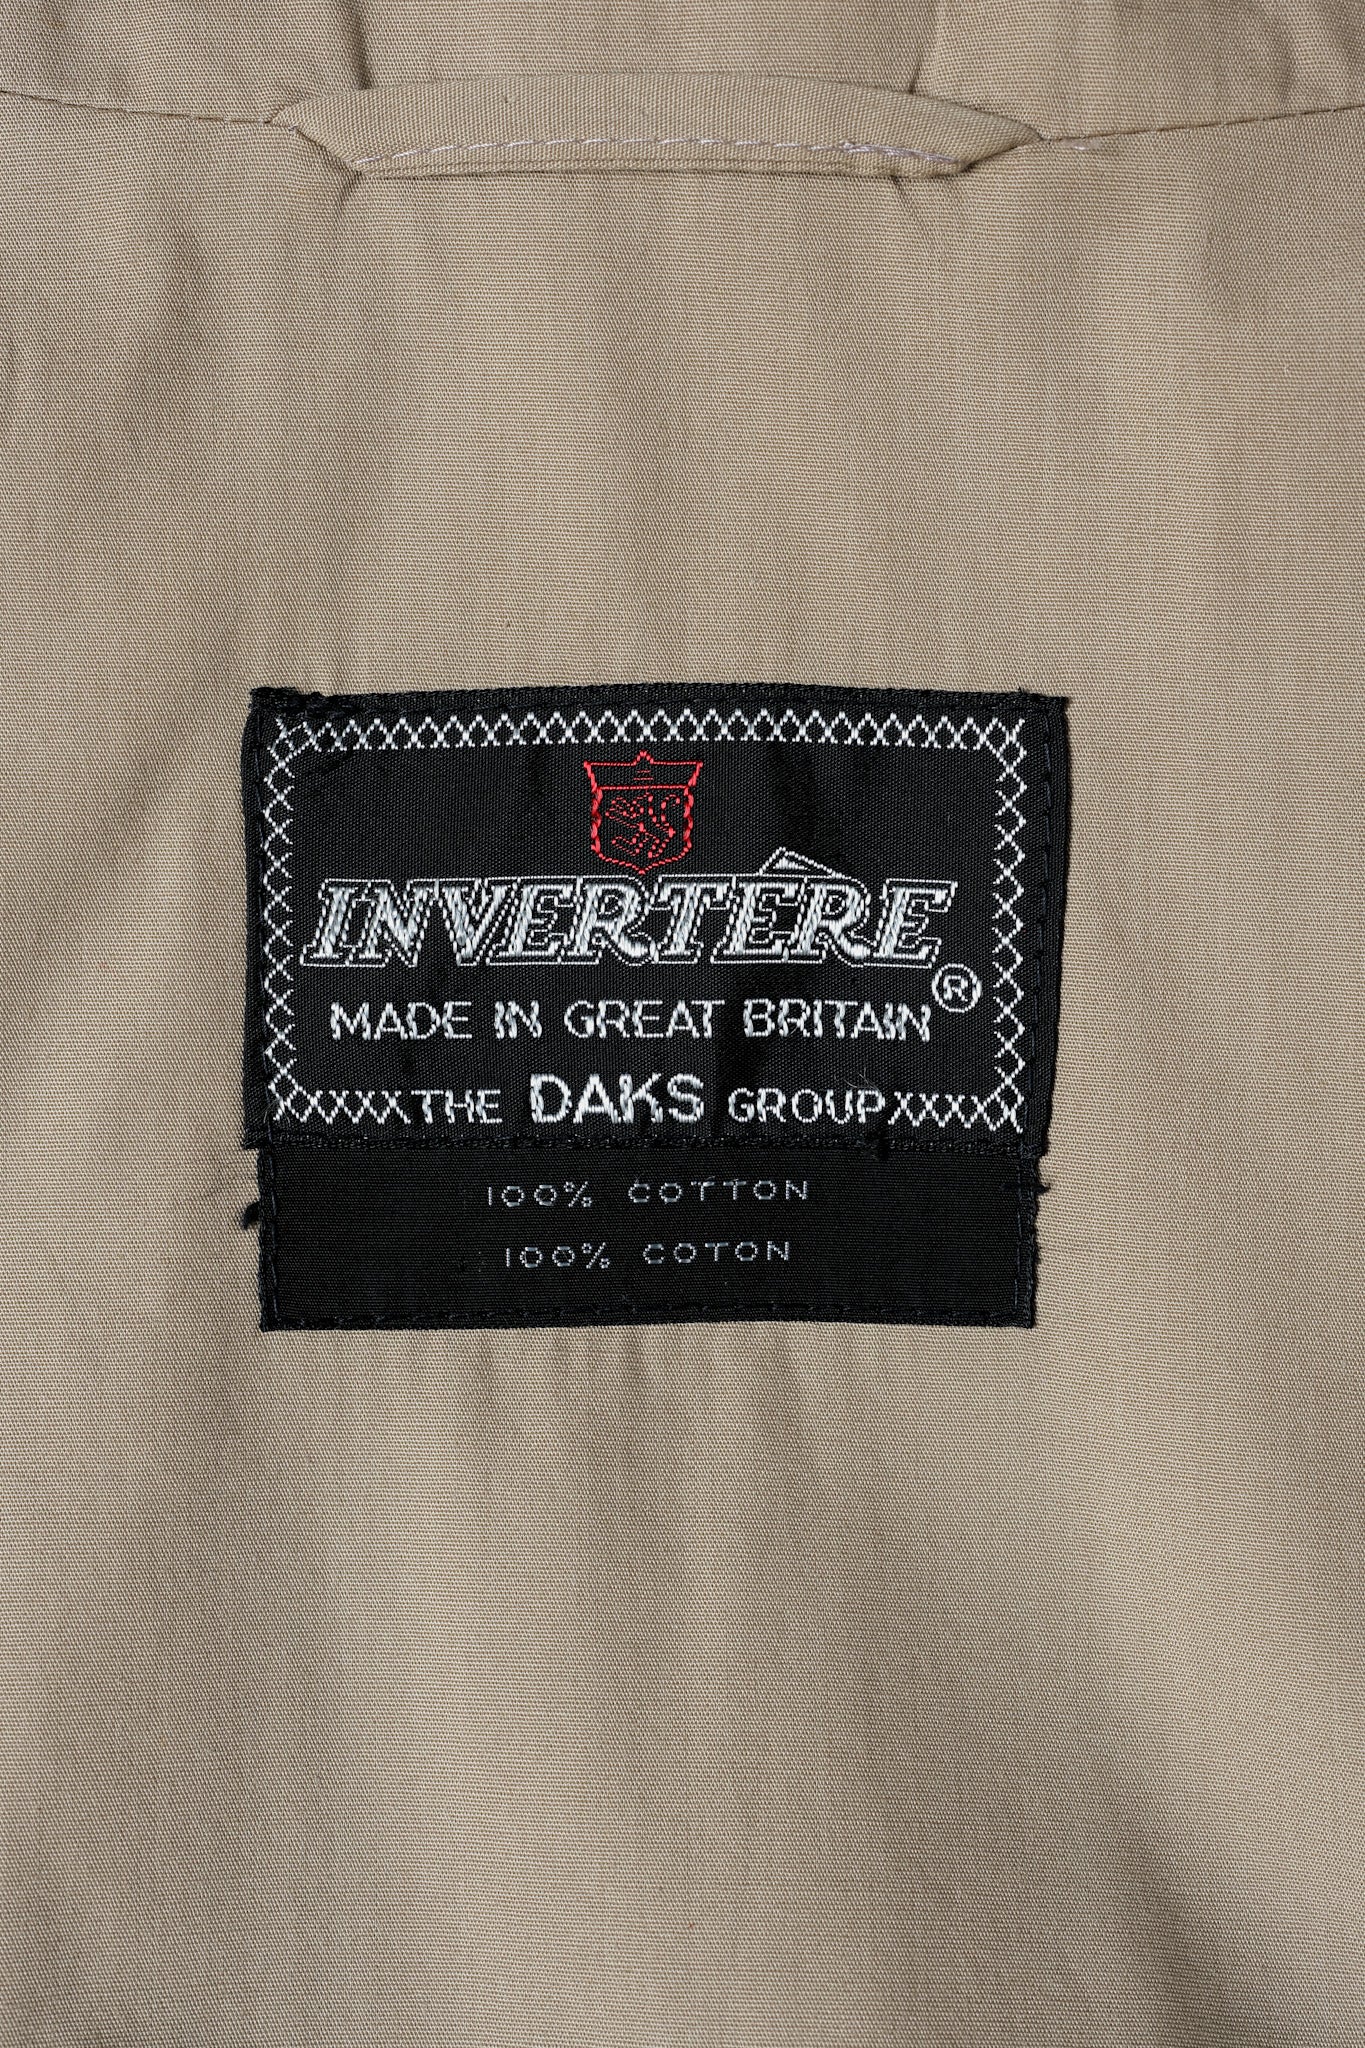 INVERTÈRE®
MADE IN GREAT BRITAIN
THE DAKS GROUP
100% COTTON
100% COTON